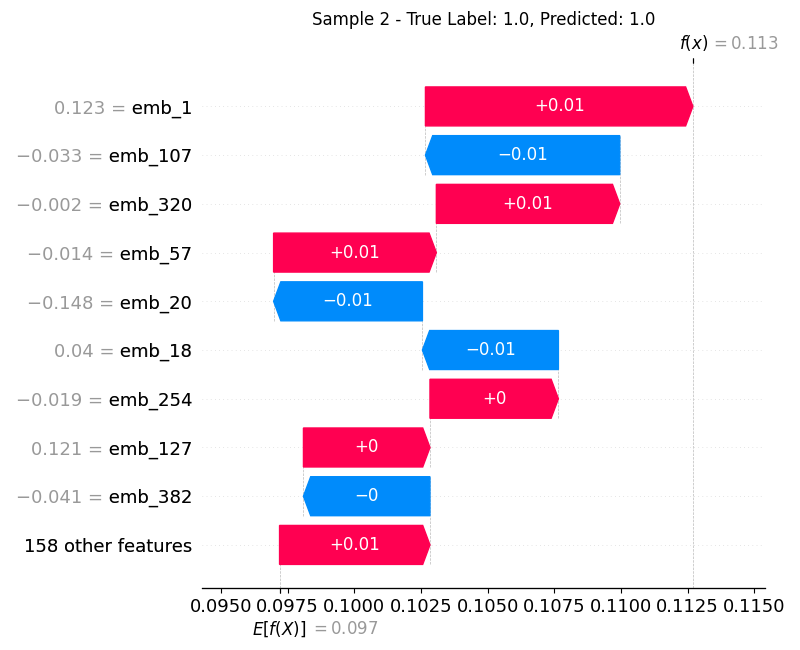 Sample 2 - True Label: 1.0, Predicted: 1.0
f(x) = 0.113
0.123 = emb_1 +0.01
−0.033 = emb_107 −0.01
−0.002 = emb_320 +0.01
−0.014 = emb_57 +0.01
−0.148 = emb_20 −0.01
0.04 = emb_18 −0.01
−0.019 = emb_254 +0
0.121 = emb_127 +0
−0.041 = emb_382 −0
158 other features +0.01
0.0950 0.0975 0.1000 0.1025 0.1050 0.1075 0.1100 0.1125 0.1150
E[f(X)] = 0.097